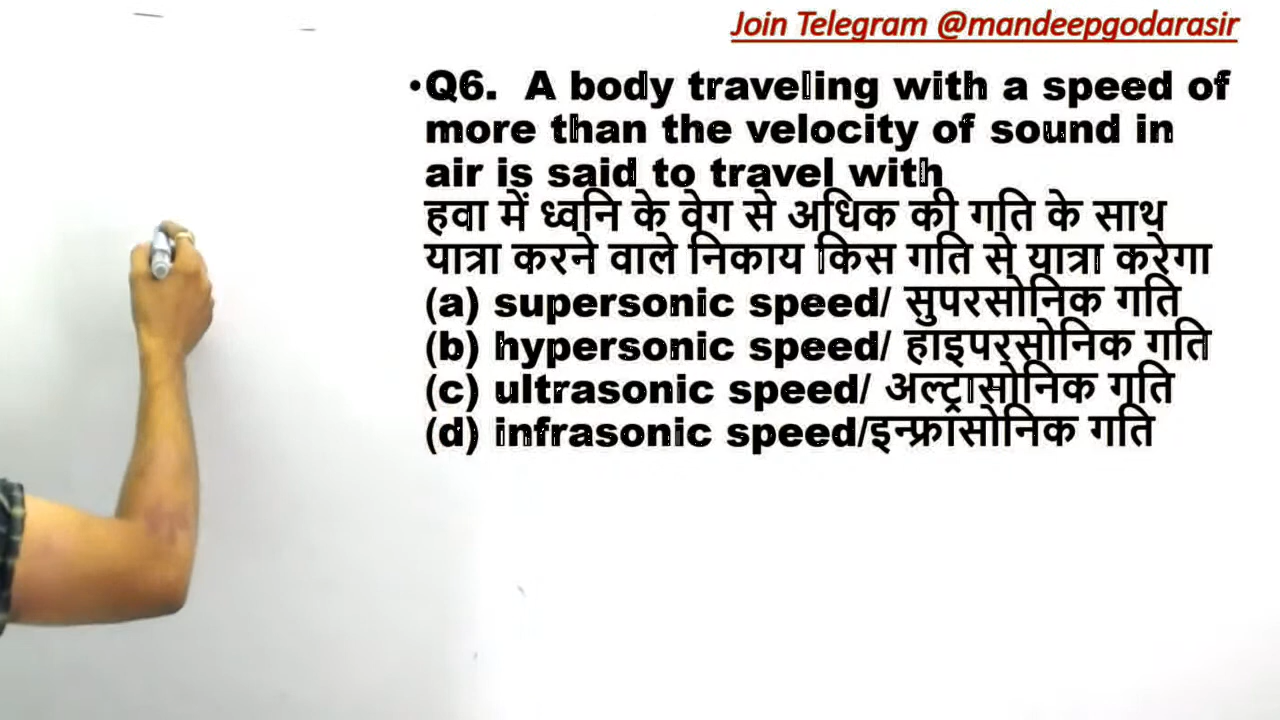 Join Telegram @mandeepgodarasir
•Q6. A body traveling with a speed of
more than the velocity of sound in
air is said to travel with
हवा में ध्वनि के वेग से अधिक की गति के साथ
यात्रा करने वाले निकाय किस गति से यात्रा करेगा
(a) supersonic speed/ सुपरसोनिक गति
(b) hypersonic speed/ हाइपरसोनिक गति
(c) ultrasonic speed/ अल्ट्रासोनिक गति
(d) infrasonic speed/इन्फ्रासोनिक गति